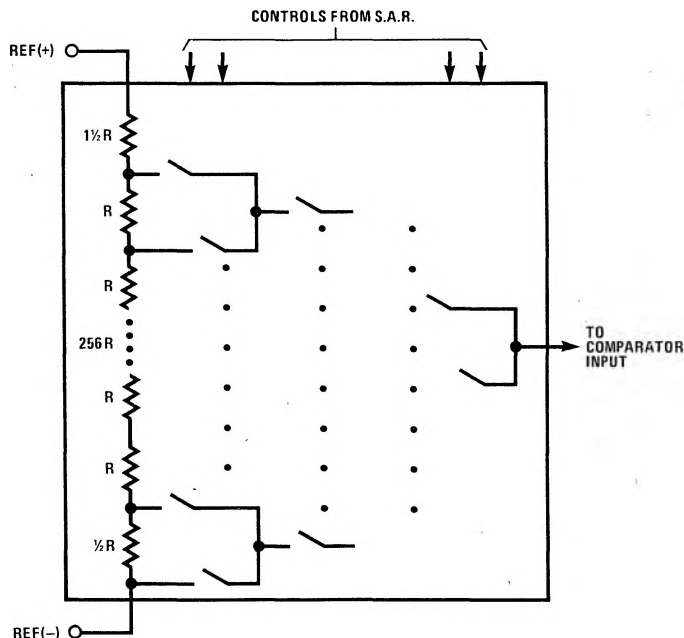 CONTROLS FROM S.A.R.
REF(+)
1½R
R
R
256R
R
R
½R
REF(−)
TO
COMPARATOR
INPUT